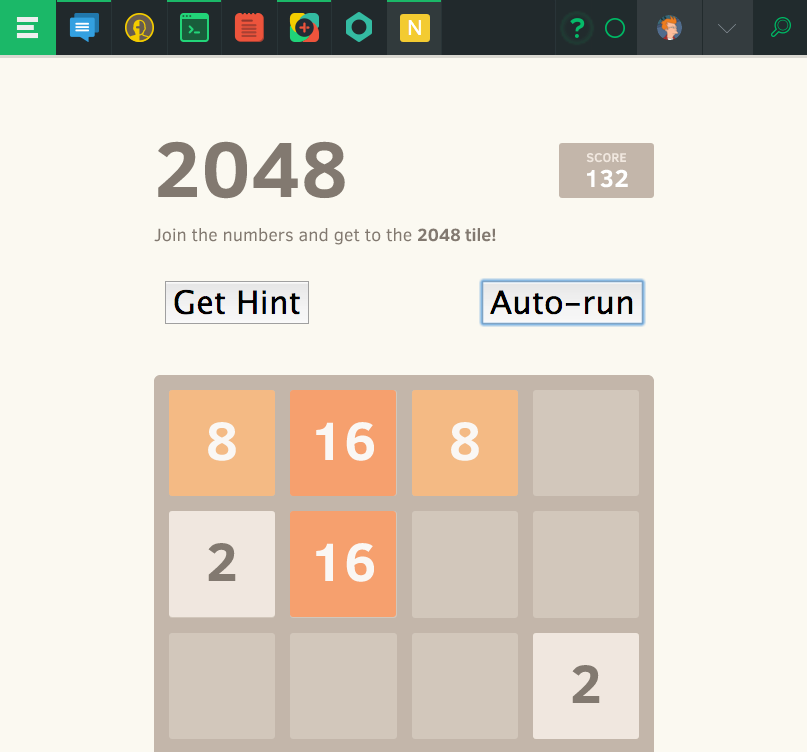 N
?
2048
SCORE
132
Join the numbers and get to the 2048 tile!
Get Hint
Auto-run
8 16 8
2 16
2